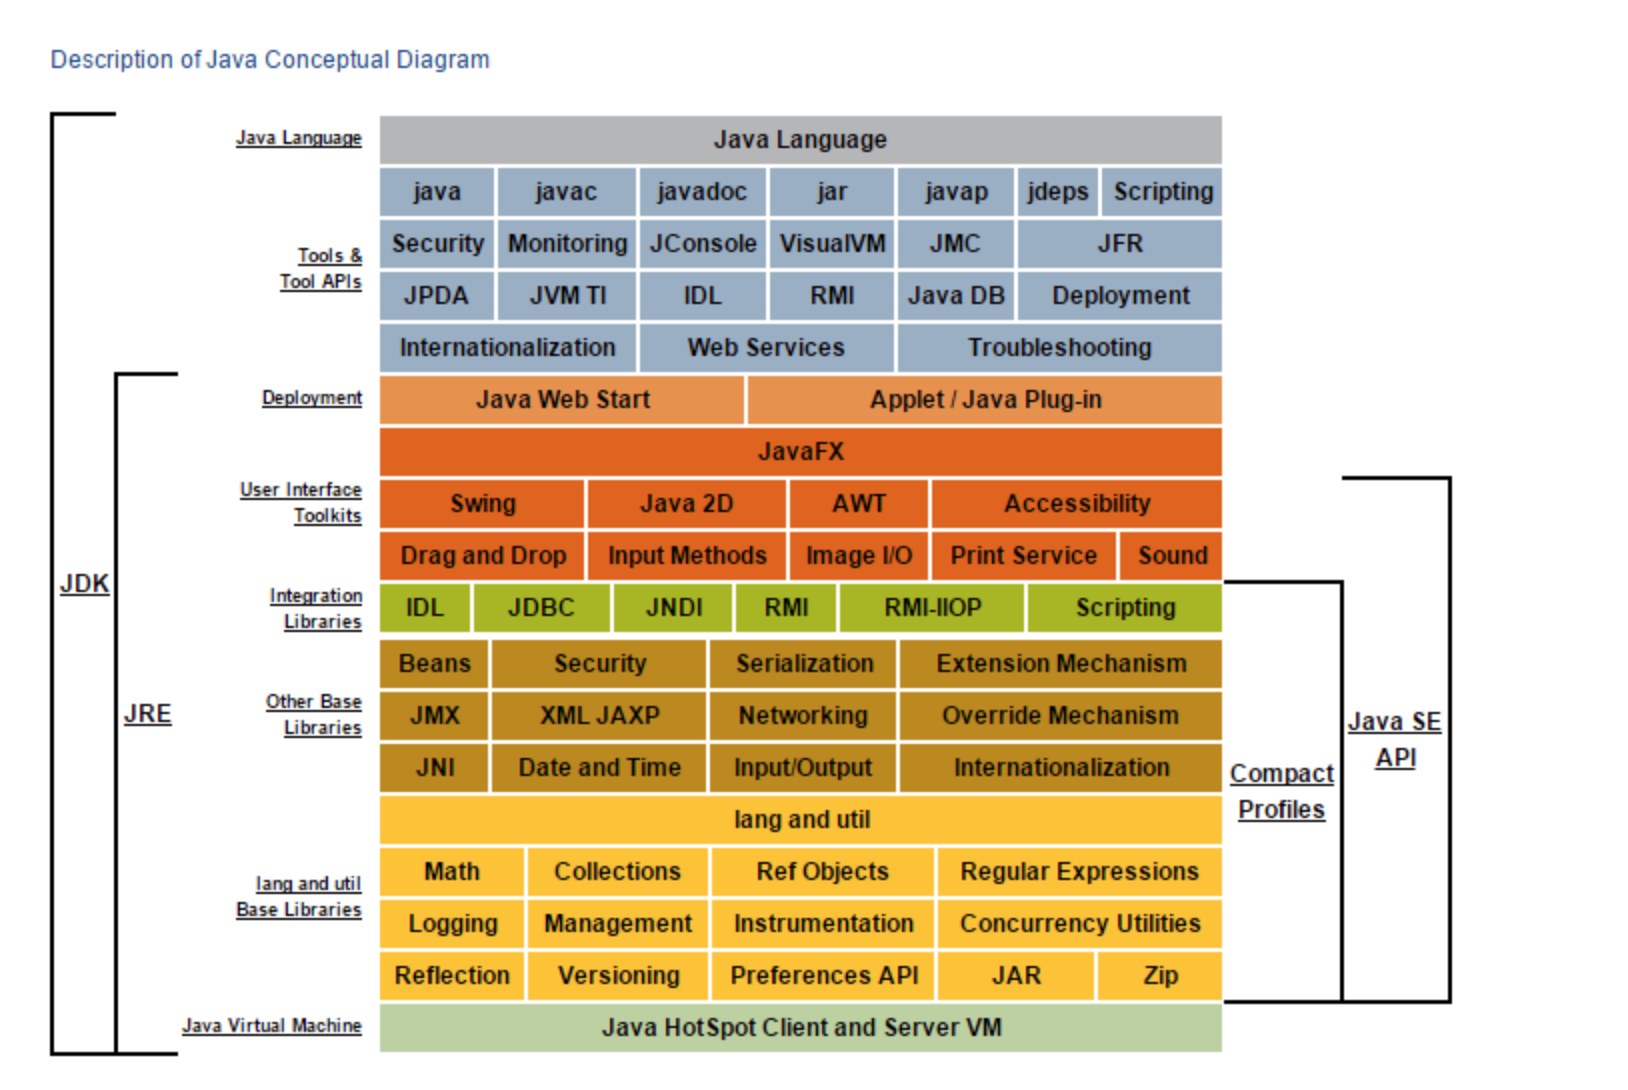 Description of Java Conceptual Diagram
Java Language
Java Language
java javac javadoc jar javap jdeps Scripting
Tools &
Tool APIs
Security Monitoring JConsole VisualVM JMC JFR
JPDA JVM TI IDL RMI Java DB Deployment
Internationalization Web Services Troubleshooting
Deployment
Java Web Start Applet / Java Plug-in
JavaFX
User Interface
Toolkits
Swing Java 2D AWT Accessibility
Drag and Drop Input Methods Image I/O Print Service Sound
JDK
Integration
Libraries
IDL JDBC JNDI RMI RMI-IIOP Scripting
Beans Security Serialization Extension Mechanism
JRE
Other Base
Libraries
JMX XML JAXP Networking Override Mechanism
Java SE
API
JNI Date and Time Input/Output Internationalization
Compact
Profiles
lang and util
lang and util
Base Libraries
Math Collections Ref Objects Regular Expressions
Logging Management Instrumentation Concurrency Utilities
Reflection Versioning Preferences API JAR Zip
Java Virtual Machine
Java HotSpot Client and Server VM